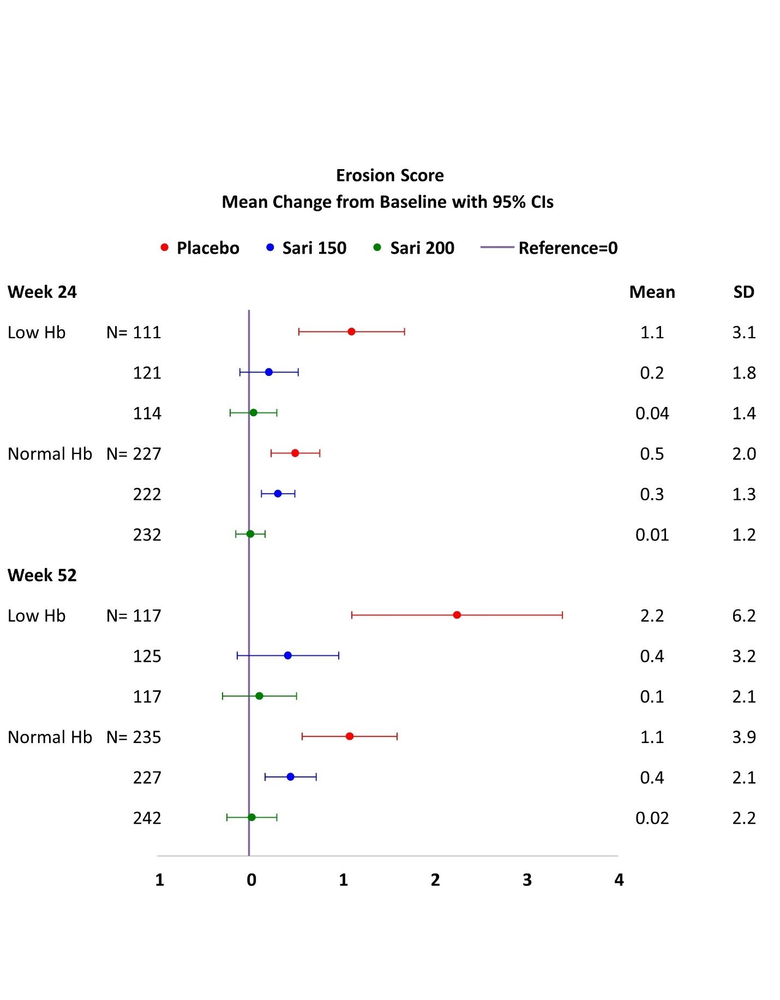 Erosion Score
Mean Change from Baseline with 95% CIs
Placebo Sari 150 Sari 200 Reference=0
Week 24 Mean SD
Low Hb N= 111 1.1 3.1
121 0.2 1.8
114 0.04 1.4
Normal Hb N= 227 0.5 2.0
222 0.3 1.3
232 0.01 1.2
Week 52
Low Hb N= 117 2.2 6.2
125 0.4 3.2
117 0.1 2.1
Normal Hb N= 235 1.1 3.9
227 0.4 2.1
242 0.02 2.2
1 0 1 2 3 4